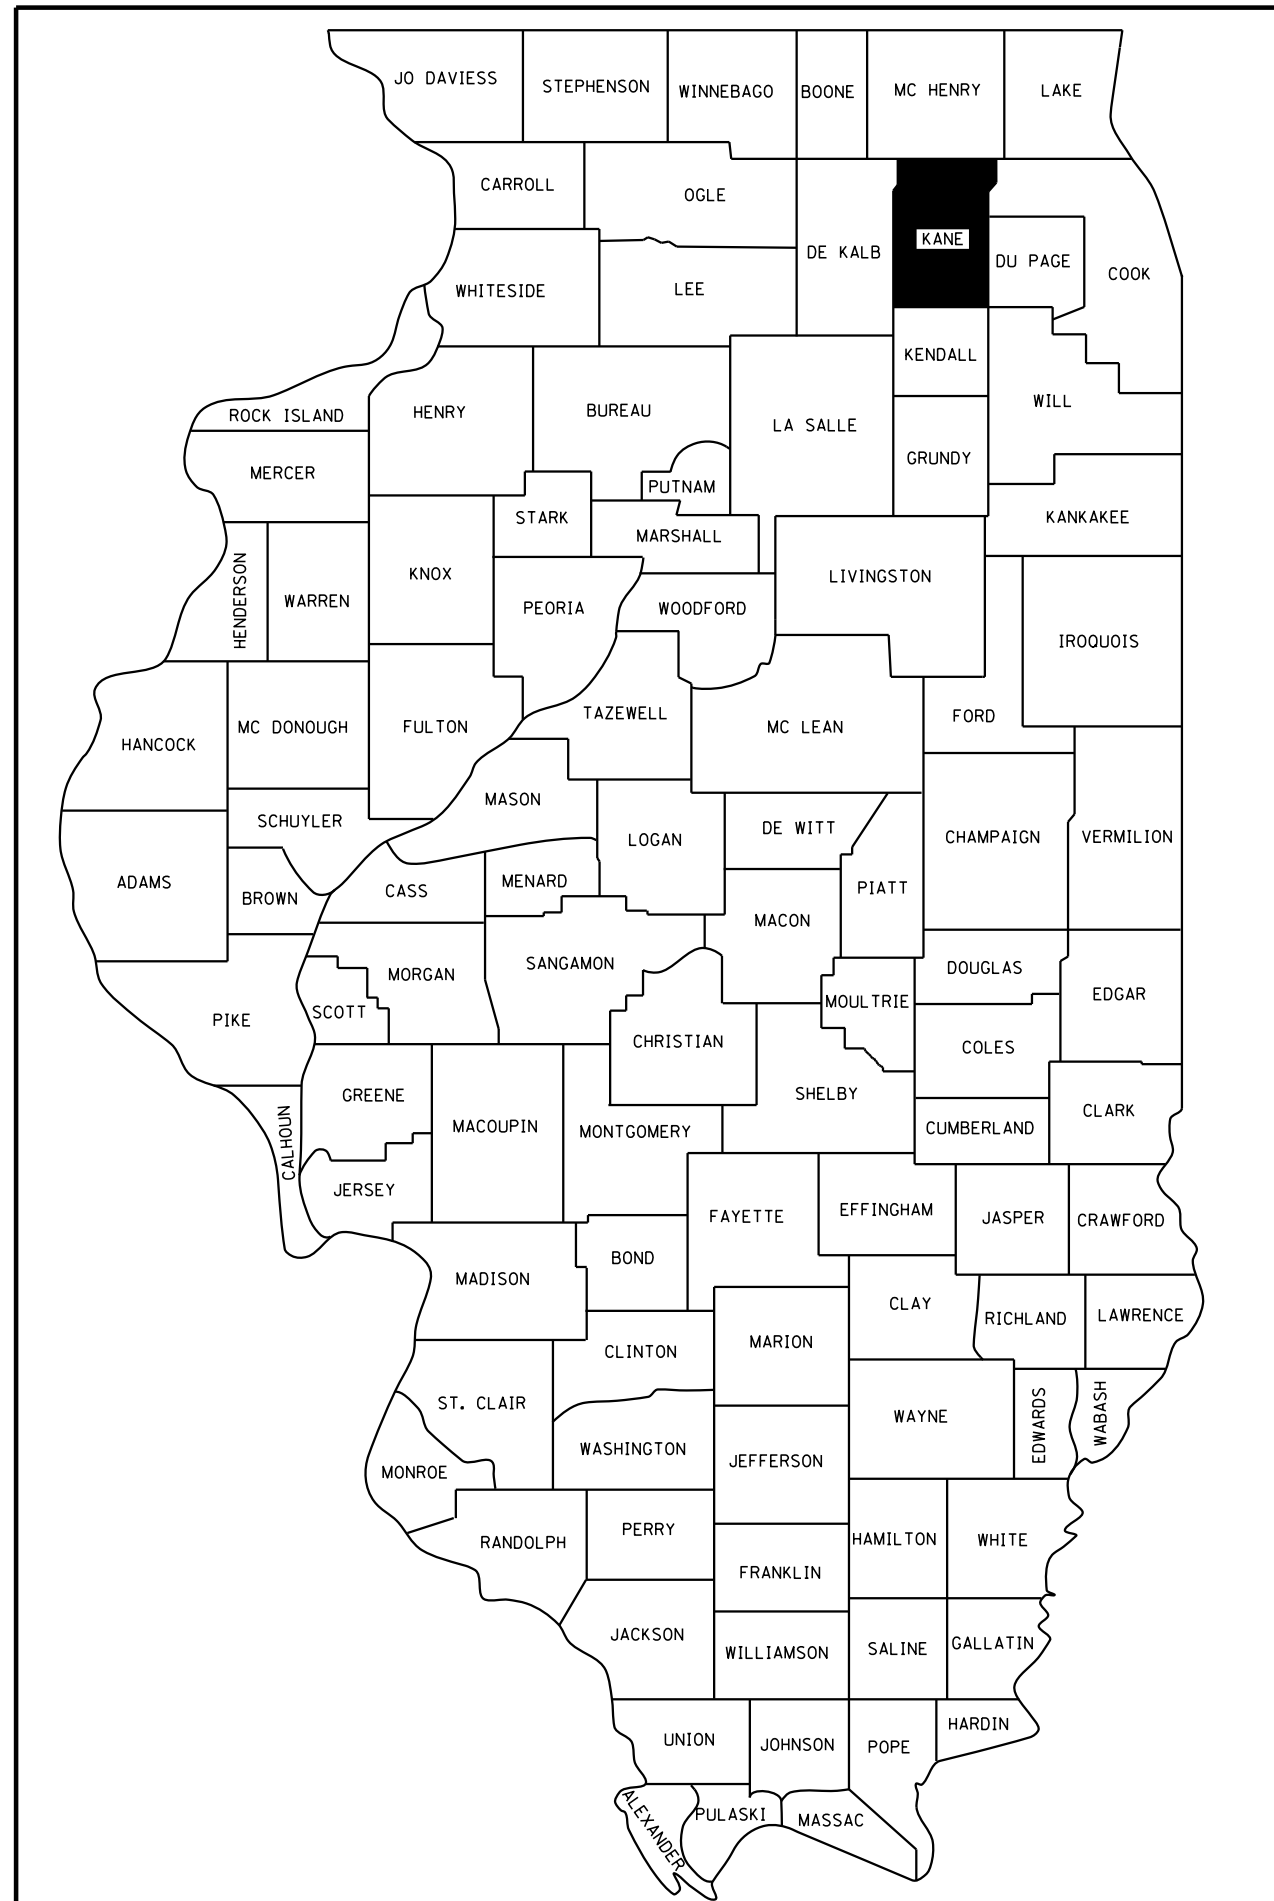 JO DAVIESS
STEPHENSON
WINNEBAGO
BOONE
MC HENRY
LAKE
CARROLL
OGLE
DE KALB
KANE
DU PAGE
COOK
WHITESIDE
LEE
KENDALL
ROCK ISLAND
HENRY
BUREAU
LA SALLE
WILL
MERCER
PUTNAM
GRUNDY
STARK
MARSHALL
KANKAKEE
HENDERSON
WARREN
KNOX
PEORIA
WOODFORD
LIVINGSTON
IROQUOIS
HANCOCK
MC DONOUGH
FULTON
TAZEWELL
MC LEAN
FORD
SCHUYLER
MASON
LOGAN
DE WITT
CHAMPAIGN
VERMILION
ADAMS
BROWN
CASS
MENARD
PIATT
MACON
PIKE
SCOTT
MORGAN
SANGAMON
CHRISTIAN
MOULTRIE
DOUGLAS
EDGAR
COLES
SHELBY
CALHOUN
GREENE
MACOUPIN
MONTGOMERY
CUMBERLAND
CLARK
JERSEY
FAYETTE
EFFINGHAM
JASPER
CRAWFORD
MADISON
BOND
CLAY
RICHLAND
LAWRENCE
CLINTON
MARION
ST. CLAIR
WAYNE
EDWARDS
WABASH
MONROE
WASHINGTON
JEFFERSON
RANDOLPH
PERRY
FRANKLIN
HAMILTON
WHITE
JACKSON
WILLIAMSON
SALINE
GALLATIN
UNION
JOHNSON
POPE
HARDIN
ALEXANDER
PULASKI
MASSAC